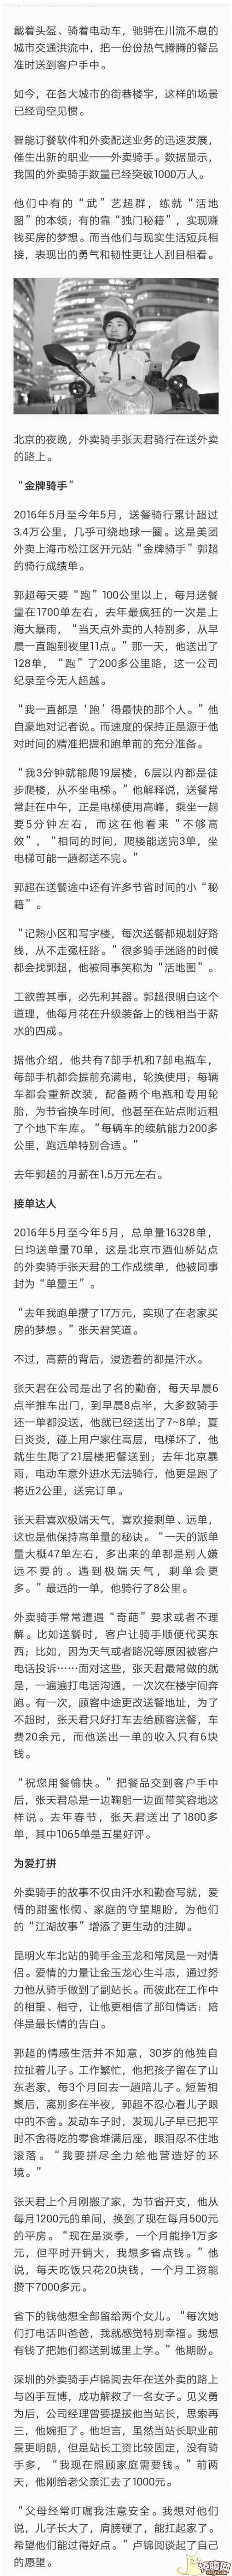 戴着头盔、骑着电动车，驰骋在川流不息的
城市交通洪流中，把一份份热气腾腾的餐品
准时送到客户手中。
如今，在各大城市的街巷楼宇，这样的场景
已经司空见惯。
智能订餐软件和外卖配送业务的迅速发展，
催生出新的职业——外卖骑手。数据显示，
我国的外卖骑手数量已经突破1000万人。
他们中有的“武”艺超群，练就“活地
图”的本领；有的靠“独门秘籍”，实现赚
钱买房的梦想。而当他们与现实生活短兵相
接，表现出的勇气和韧性更让人刮目相看。
北京的夜晚，外卖骑手张天君骑行在送外卖
的路上。
“金牌骑手”
2016年5月至今年5月，送餐骑行累计超过
3.4万公里，几乎可绕地球一圈。这是美团
外卖上海市松江区开元站“金牌骑手”郭超
的骑行成绩单。
郭超每天要“跑”100公里以上，每月送餐
量在1700单左右，去年最疯狂的一次是上
海大暴雨，“当天点外卖的人特别多，从早
晨一直跑到夜里11点。”那一天，他送出了
128单，“跑”了200多公里路，这一公司
纪录至今无人超越。
“我一直都是‘跑’得最快的那个人。”他
自豪地对记者说。而速度的保持正是源于他
对时间的精准把握和跑单前的充分准备。
“我3分钟就能爬19层楼，6层以内都是徒
步爬楼，从不坐电梯。”他解释说，送餐常
常赶在中午，正是电梯使用高峰，乘坐一趟
要5分钟左右，而这在他看来“不够高
效”，“相同的时间，爬楼能送完3单，坐
电梯可能一趟都送不完。”
郭超在送餐途中还有许多节省时间的小“秘
籍”。
“记熟小区和写字楼，每次送餐都规划好路
线，从不走冤枉路。”很多骑手迷路的时候
都会找郭超，他被同事笑称为“活地图”。
工欲善其事，必先利其器。郭超很明白这个
道理，他每月花在升级装备上的钱相当于薪
水的四成。
据他介绍，他共有7部手机和7部电瓶车，
每部手机都会提前充满电，轮换使用；每辆
车都会重新改装，配备两个电瓶和专用轮
胎，为节省换车时间，他甚至在站点附近租
了个地下车库。“每辆车的续航能力200多
公里，跑远单特别合适。”
去年郭超的月薪在1.5万元左右。
接单达人
2016年5月至今年5月，总单量16328单，
日均送单量70单，这是北京市酒仙桥站点
的外卖骑手张天君的工作成绩单，他被同事
封为“单量王”。
“去年我跑单攒了17万元，实现了在老家买
房的梦想。”张天君笑道。
不过，高薪的背后，浸透着的都是汗水。
张天君在公司是出了名的勤奋，每天早晨6
点半推车出门，到早晨8点半，大多数骑手
还一单都没送，他就已经送出了7~8单；夏
日炎炎，碰上用户家住高层，电梯坏了，他
就生生爬了21层楼把餐送到；去年北京暴
雨，电动车意外进水无法骑行，他更是跑了
将近2公里，送完订单。
张天君喜欢极端天气，喜欢接剩单、远单，
这也是他保持高单量的秘诀。“一天的派单
量大概47单左右，多出来的单都是别人嫌
远不要的。遇到极端天气，剩单会更
多。”最远的一单，他骑行了8公里。
外卖骑手常常遭遇“奇葩”要求或者不理
解。比如送餐时，客户让骑手顺便代买东
西；比如，因为天气或者路况等原因被客户
电话投诉……面对这些，张天君最常做的就
是，一遍遍打电话沟通，一次次在楼宇间奔
跑。有一次，顾客中途更改送餐地址，为了
不超时，张天君只好打车去给顾客送餐，车
费20余元，而他送出一单的收入只有6块
钱。
“祝您用餐愉快。”把餐品交到客户手中
后，张天君总是一边鞠躬一边面带笑容地这
样说。去年春节，张天君送出了1800多
单，其中1065单是五星好评。
为爱打拼
外卖骑手的故事不仅由汗水和勤奋写就，爱
情的甜蜜怅惘、家庭的守望期盼，为他们
的“江湖故事”增添了更生动的注脚。
昆明火车北站的骑手金玉龙和常凤是一对情
侣。爱情的力量让金玉龙心生斗志，通过努
力他从骑手做到了副站长。而彼此在工作中
的相望、相守，让他更相信了那句情话：陪
伴是最长情的告白。
郭超的情感生活并不如意，30岁的他独自
拉扯着儿子。工作繁忙，他把孩子留在了山
东老家，每3个月回去一趟陪儿子。短暂相
聚后，离别多在半夜，郭超不忍心看儿子眼
中的不舍。发动车子时，发现儿子早已把平
时不舍得吃的零食堆满后座，眼泪忍不住地
滚落。“我要拼尽全力给他营造好的环
境。”
张天君上个月刚搬了家，为节省开支，他从
每月1200元的单间，换到了现在每月500元
的平房。“现在是淡季，一个月能挣1万多
元，但平时开销大，我想多省点钱。”他
说，每天吃饭只花20块钱，一个月工资能
攒下7000多元。
省下的钱他想全部留给两个女儿。“每次她
们打电话叫爸爸，我就感觉特别幸福。我想
有钱了把她们都送到城里上学。”他期盼。
深圳的外卖骑手卢锦阅去年在送外卖的路上
与凶手互博，成功解救了一名女子。见义勇
为后，公司经理曾要提拔他当站长，思索再
三，他婉拒了。他坦言，虽然当站长职业前
景更明朗，但是站长工资比较固定，没有骑
手多，“我现在照顾家庭需要钱。”前两
天，他刚给老父亲汇去了1000元。
“父母经常叮嘱我注意安全。我想对他们
说，儿子长大了，肩膀硬了，能扛起家了。
希望他们能过得好点。”卢锦阅谈起了自己
的愿望。